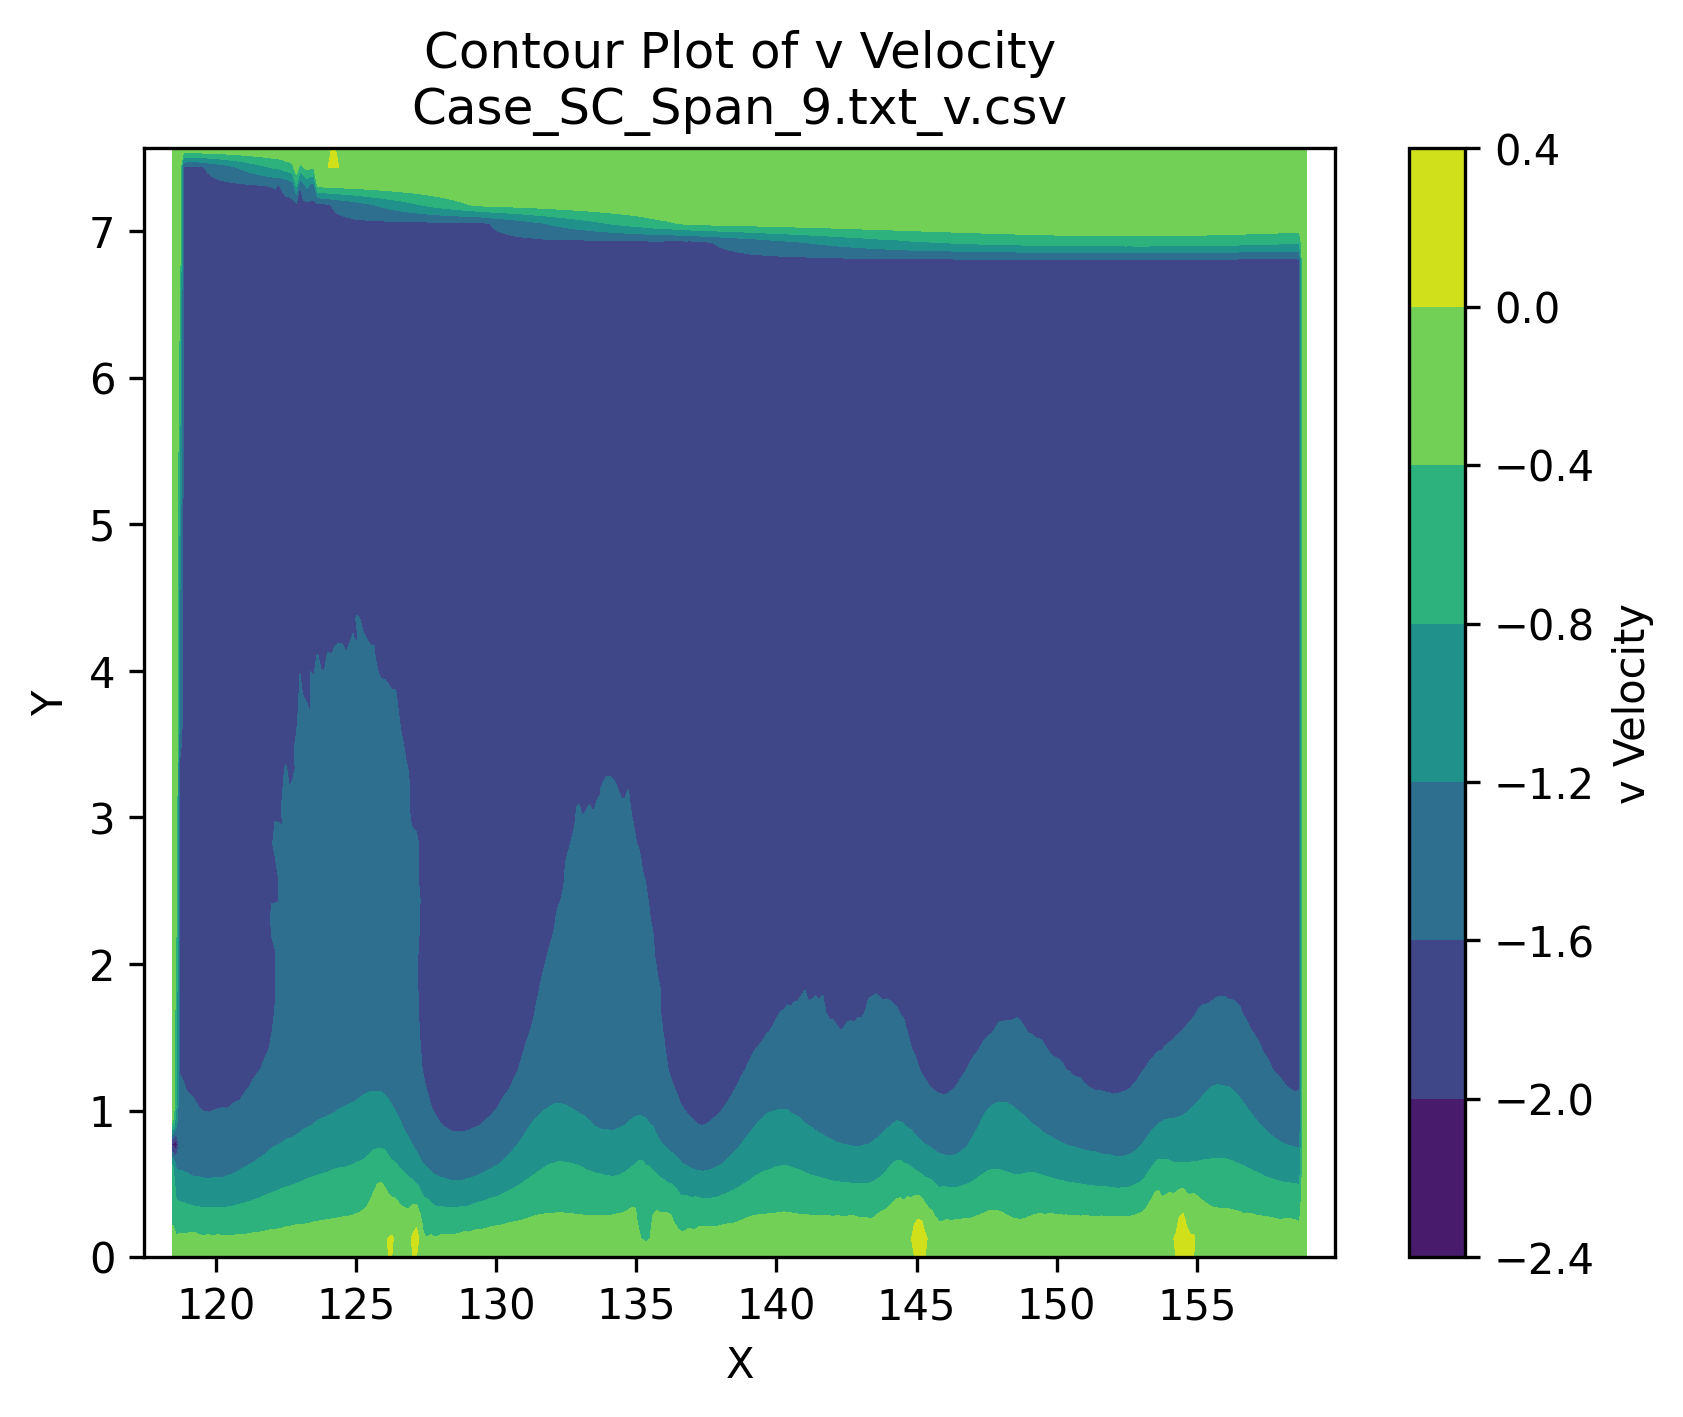 Contour Plot of v Velocity
Case_SC_Span_9.txt_v.csv
7
6
5
4
3
2
1
0
Y
120 125 130 135 140 145 150 155
X
0.4
0.0
−0.4
−0.8
−1.2
−1.6
−2.0
−2.4
v Velocity